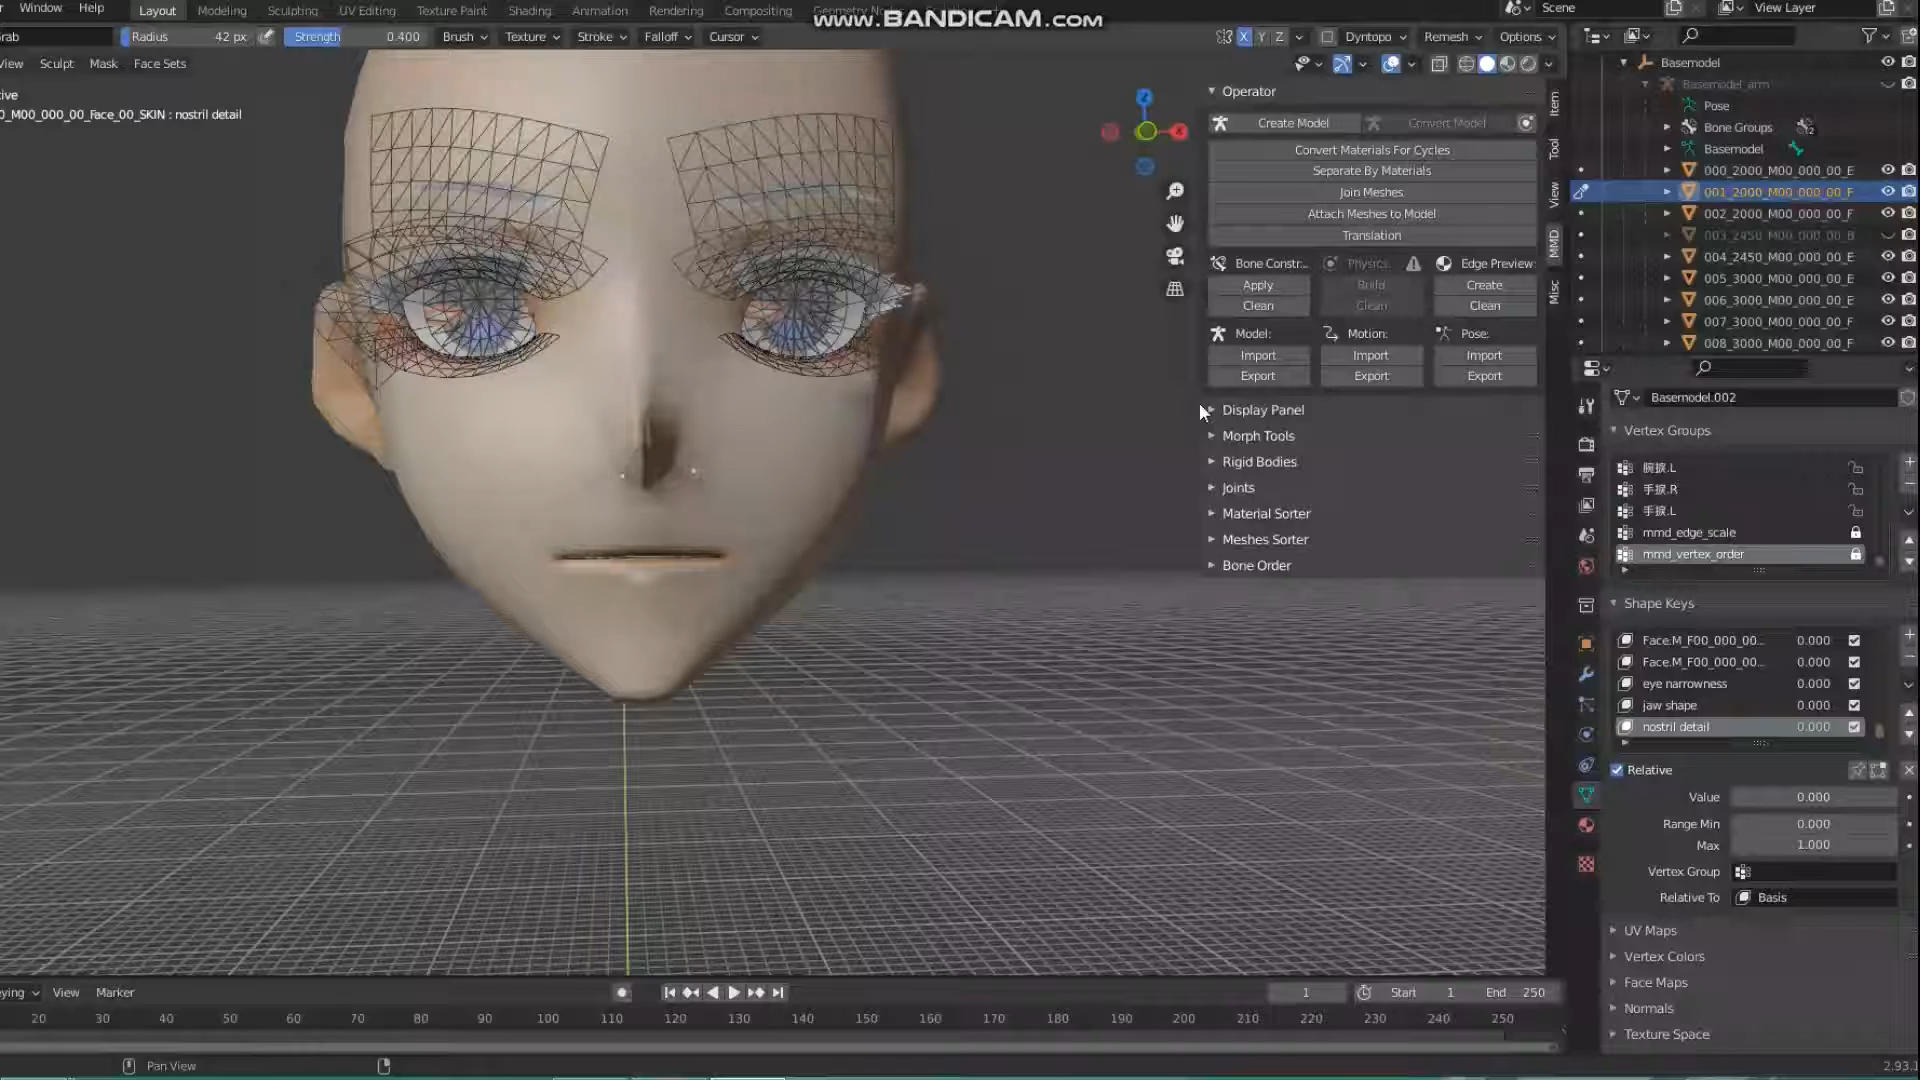 Window Help Layout Modeling Sculpting UV Editing Texture Paint Shading Animation Rendering Compositing Scene View Layer
www.BANDICAM.com
rab Radius 42 px Strength 0.400 Brush Texture Stroke Falloff Cursor X Y Z Dyntopo Remesh Options
iew Sculpt Mask Face Sets
ive
0_M00_000_00_Face_00_SKIN : nostril detail
Z
X
Operator
Create Model Convert Model
Convert Materials For Cycles
Separate By Materials
Join Meshes
Attach Meshes to Model
Translation
Bone Constr... Physics: Edge Preview:
Apply Build Create
Clean Clean Clean
Model: Motion: Pose:
Import Import Import
Export Export Export
Display Panel
Morph Tools
Rigid Bodies
Joints
Material Sorter
Meshes Sorter
Bone Order
Item
Tool
View
MMD
Misc
Basemodel
Basemodel_arm
Pose
Bone Groups 2
Basemodel
000_2000_M00_000_00_E
001_2000_M00_000_00_F
002_2000_M00_000_00_F
003_2450_M00_000_00_B
004_2450_M00_000_00_E
005_3000_M00_000_00_E
006_3000_M00_000_00_E
007_3000_M00_000_00_F
008_3000_M00_000_00_F
Basemodel.002
Vertex Groups
腕捩.L
手捩.R
手捩.L
mmd_edge_scale
mmd_vertex_order
Shape Keys
Face.M_F00_000_00... 0.000
Face.M_F00_000_00... 0.000
eye narrowness 0.000
jaw shape 0.000
nostril detail 0.000
Relative
Value 0.000
Range Min 0.000
Max 1.000
Vertex Group
Relative To Basis
UV Maps
Vertex Colors
Face Maps
Normals
Texture Space
eying View Marker 1 Start 1 End 250
20 30 40 50 60 70 80 90 100 110 120 130 140 150 160 170 180 190 200 210 220 230 240 250
Pan View 2.93.1